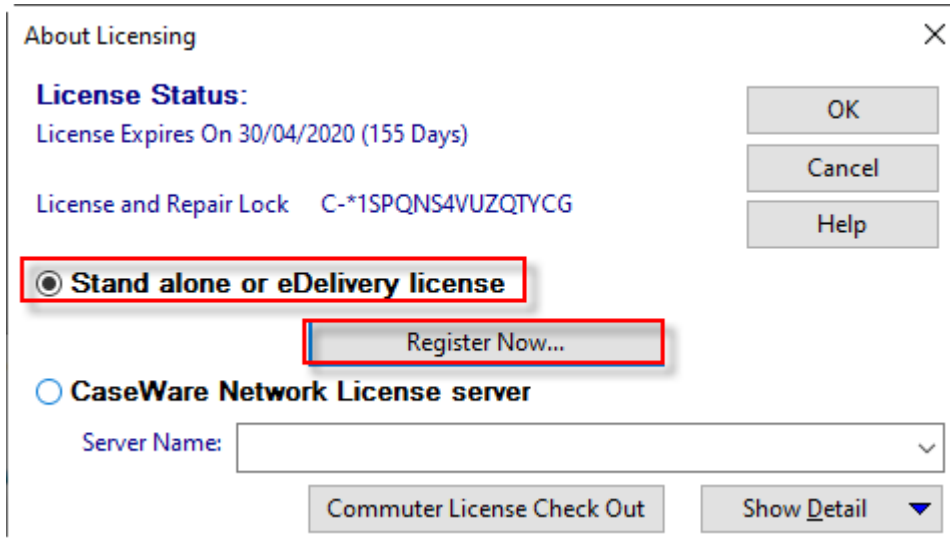 About Licensing
License Status:
License Expires On 30/04/2020 (155 Days)
License and Repair Lock C-*1SPQNS4VUZQTYCG
OK
Cancel
Help
Stand alone or eDelivery license
Register Now...
CaseWare Network License server
Server Name:
Commuter License Check Out
Show Detail